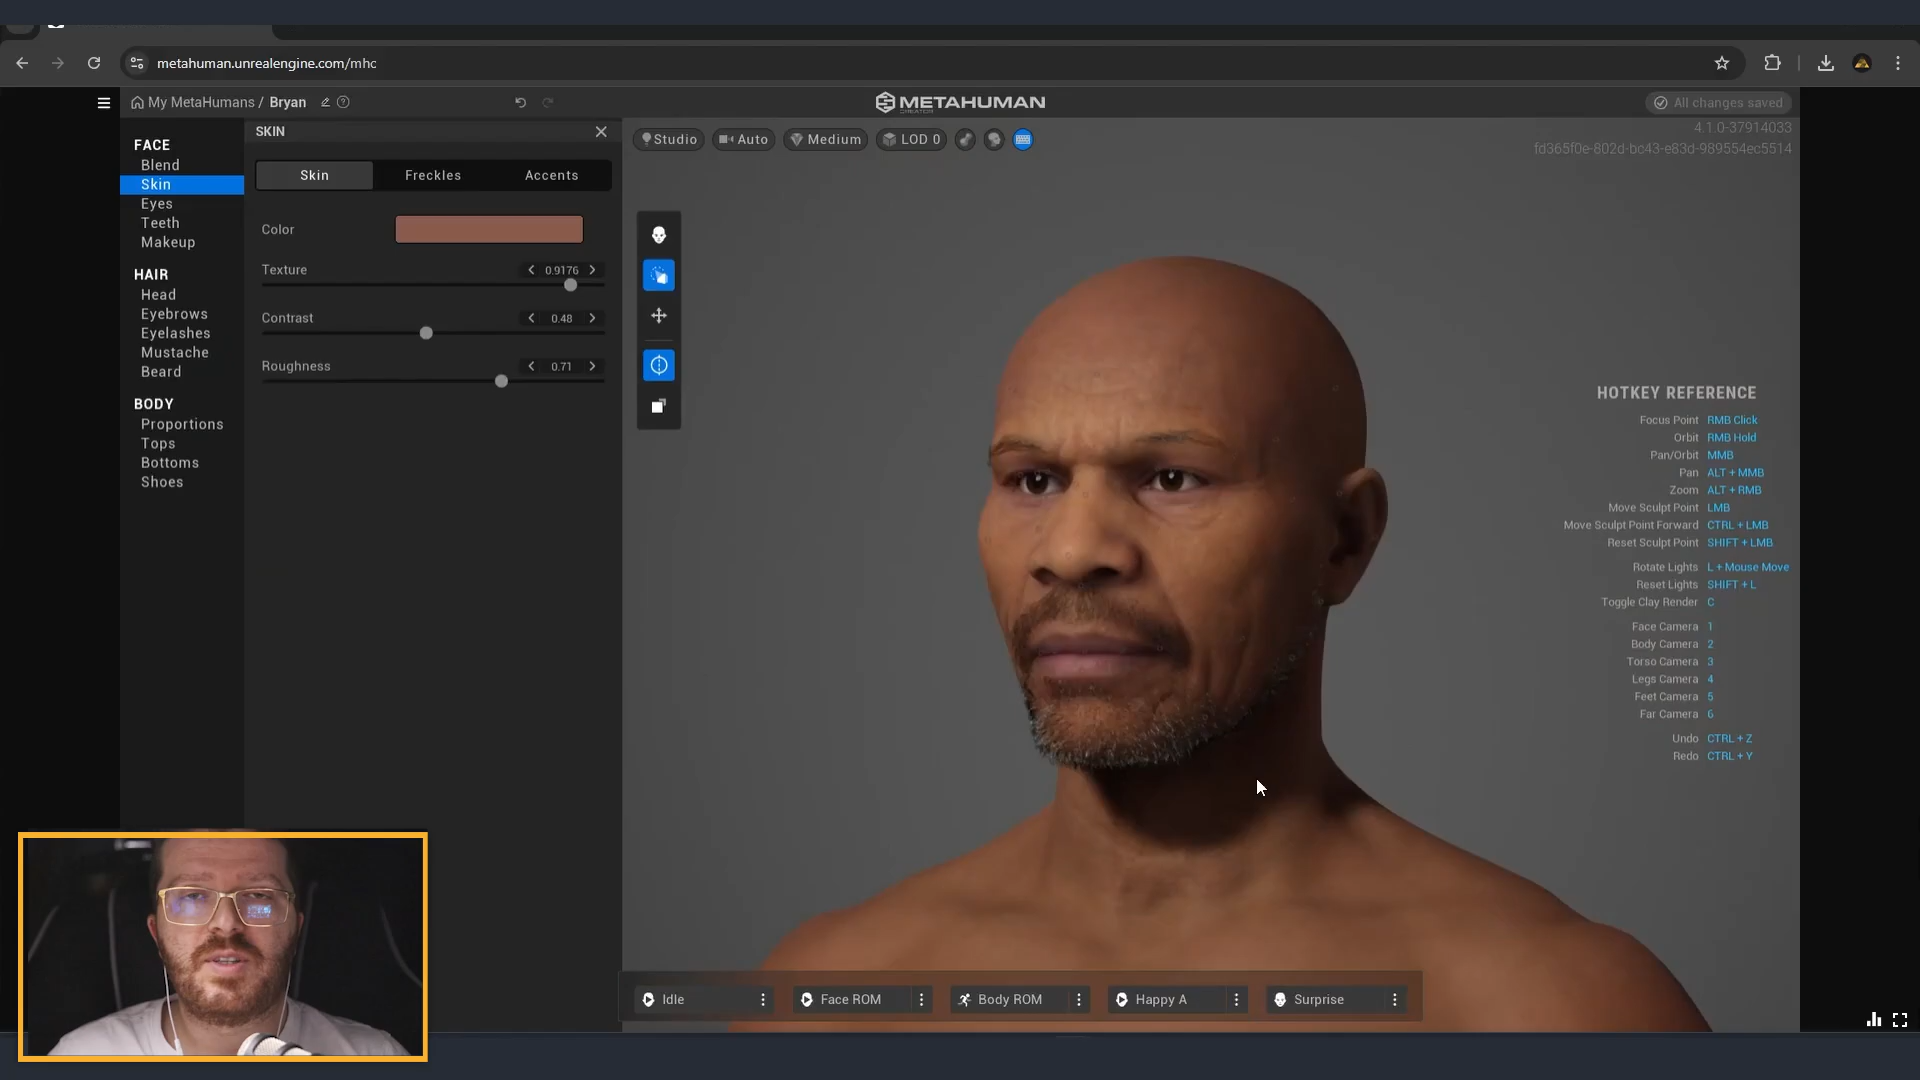 metahuman.unrealengine.com/mhc
My MetaHumans / Bryan
METAHUMAN
CREATOR
All changes saved
4.1.0-37914033
fd365f0e-802d-bc43-e83d-989554ec5514
FACE
Blend
Skin
Eyes
Teeth
Makeup
HAIR
Head
Eyebrows
Eyelashes
Mustache
Beard
BODY
Proportions
Tops
Bottoms
Shoes
SKIN
Skin Freckles Accents
Color
Texture 0.9176
Contrast 0.48
Roughness 0.71
Studio Auto Medium LOD 0
HOTKEY REFERENCE
Focus Point RMB Click
Orbit RMB Hold
Pan/Orbit MMB
Pan ALT + MMB
Zoom ALT + RMB
Move Sculpt Point LMB
Move Sculpt Point Forward CTRL + LMB
Reset Sculpt Point SHIFT + LMB
Rotate Lights L + Mouse Move
Reset Lights SHIFT + L
Toggle Clay Render C
Face Camera 1
Body Camera 2
Torso Camera 3
Legs Camera 4
Feet Camera 5
Far Camera 6
Undo CTRL + Z
Redo CTRL + Y
Idle Face ROM Body ROM Happy A Surprise